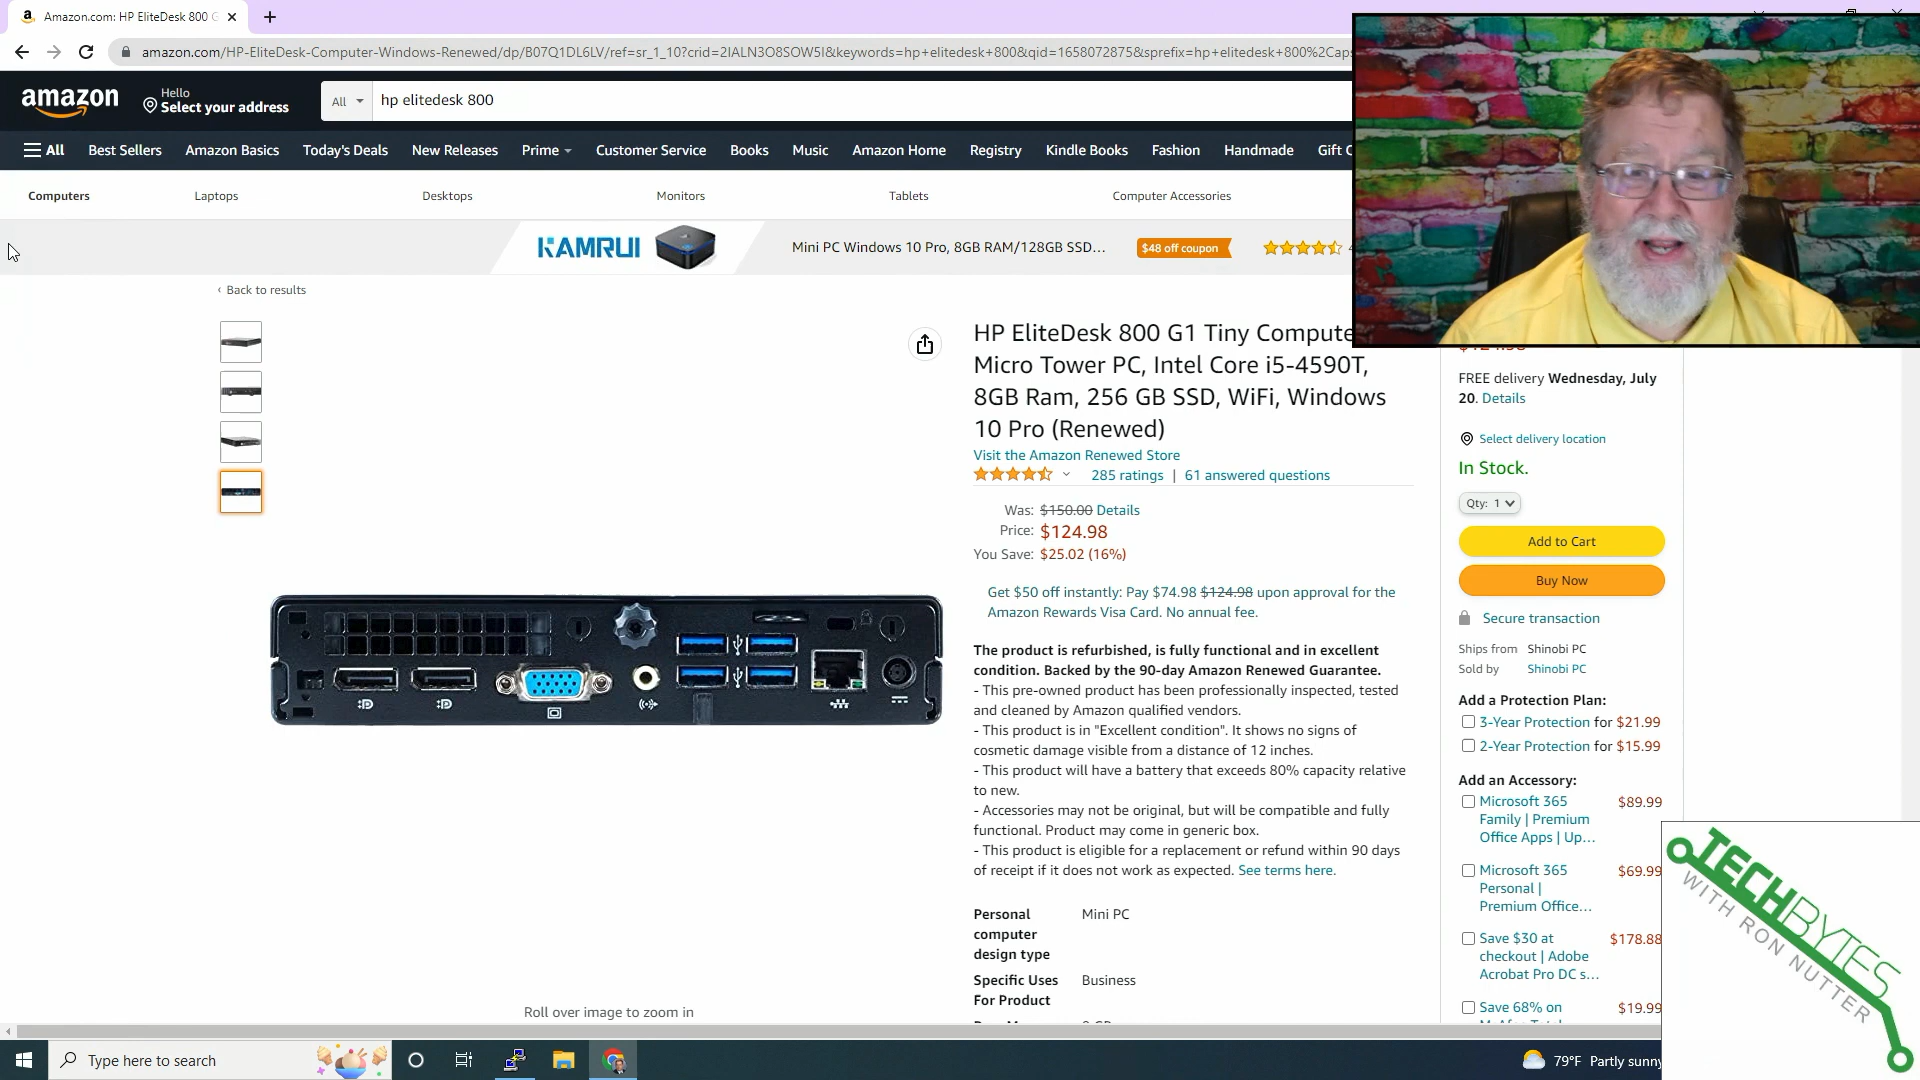 Amazon.com: HP EliteDesk 800 G
amazon.com/HP-EliteDesk-Computer-Windows-Renewed/dp/B07Q1DL6LV/ref=sr_1_10?crid=2IALN3O8SOW5I&keywords=hp+elitedesk+800&qid=1658072875&sprefix=hp+elitedesk+800%2Caps
amazon
Hello
Select your address
All
hp elitedesk 800
All
Best Sellers
Amazon Basics
Today's Deals
New Releases
Prime
Customer Service
Books
Music
Amazon Home
Registry
Kindle Books
Fashion
Handmade
Gift C
Computers
Laptops
Desktops
Monitors
Tablets
Computer Accessories
KAMRUI
Mini PC Windows 10 Pro, 8GB RAM/128GB SSD...
$48 off coupon
‹ Back to results
HP EliteDesk 800 G1 Tiny Compute
Micro Tower PC, Intel Core i5-4590T,
8GB Ram, 256 GB SSD, WiFi, Windows
10 Pro (Renewed)
Visit the Amazon Renewed Store
285 ratings | 61 answered questions
Was: $150.00 Details
Price: $124.98
You Save: $25.02 (16%)
Get $50 off instantly: Pay $74.98 $124.98 upon approval for the
Amazon Rewards Visa Card. No annual fee.
The product is refurbished, is fully functional and in excellent
condition. Backed by the 90-day Amazon Renewed Guarantee.
- This pre-owned product has been professionally inspected, tested
and cleaned by Amazon qualified vendors.
- This product is in "Excellent condition". It shows no signs of
cosmetic damage visible from a distance of 12 inches.
- This product will have a battery that exceeds 80% capacity relative
to new.
- Accessories may not be original, but will be compatible and fully
functional. Product may come in generic box.
- This product is eligible for a replacement or refund within 90 days
of receipt if it does not work as expected. See terms here.
Personal
computer
design type
Mini PC
Specific Uses
For Product
Business
Roll over image to zoom in
FREE delivery Wednesday, July
20. Details
Select delivery location
In Stock.
Qty: 1
Add to Cart
Buy Now
Secure transaction
Ships from Shinobi PC
Sold by Shinobi PC
Add a Protection Plan:
3-Year Protection for $21.99
2-Year Protection for $15.99
Add an Accessory:
Microsoft 365 $89.99
Family | Premium
Office Apps | Up...
Microsoft 365 $69.99
Personal |
Premium Office...
Save $30 at $178.88
checkout | Adobe
Acrobat Pro DC s...
Save 68% on $19.99
TECHBYTES
WITH RON NUTTER
Type here to search
79°F Partly sunny